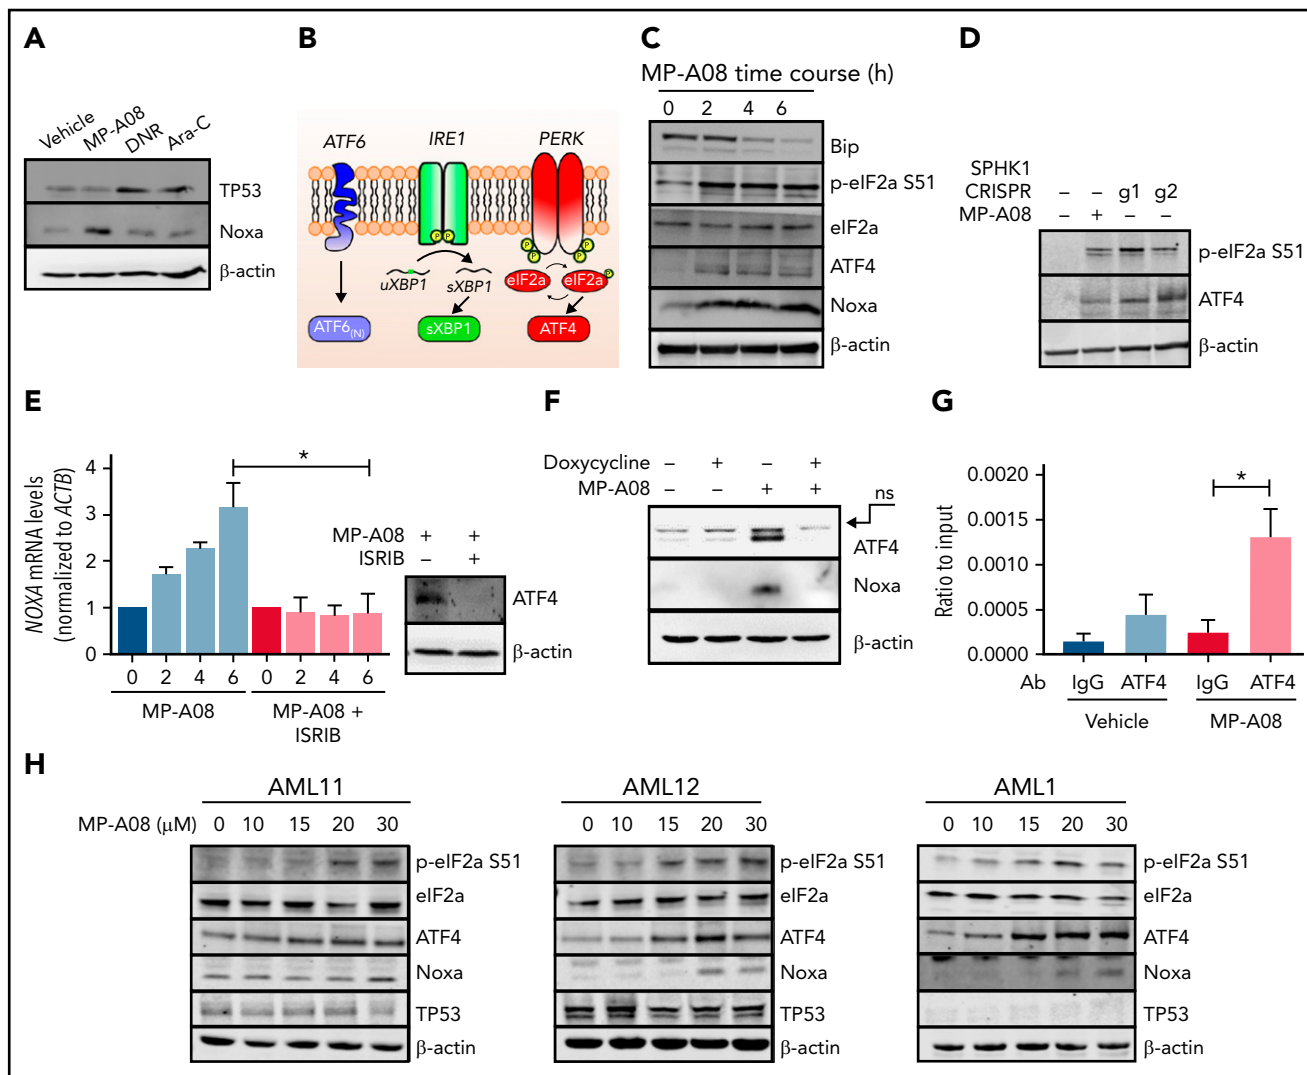 A
Vehicle
MP-A08
DNR
Ara-C
TP53
Noxa
β-actin
B
ATF6
IRE1
PERK
P P
P P
P P
P
uXBP1
sXBP1
eIF2a
eIF2a
P
ATF6(N)
sXBP1
ATF4
C
MP-A08 time course (h)
0 2 4 6
Bip
p-eIF2a S51
eIF2a
ATF4
Noxa
β-actin
D
SPHK1
CRISPR – – g1 g2
MP-A08 – + – –
p-eIF2a S51
ATF4
β-actin
E
NOXA mRNA levels
(normalized to ACTB)
4
3
2
1
0
*
0 2 4 6 0 2 4 6
MP-A08
MP-A08 +
ISRIB
MP-A08 + +
ISRIB – +
ATF4
β-actin
F
Doxycycline – + – +
MP-A08 – – + +
ns
ATF4
Noxa
β-actin
G
Ratio to input
0.0020
0.0015
0.0010
0.0005
0.0000
*
Ab IgG ATF4 IgG ATF4
Vehicle MP-A08
H
AML11
MP-A08 (μM) 0 10 15 20 30
p-eIF2a S51
eIF2a
ATF4
Noxa
TP53
β-actin
AML12
0 10 15 20 30
p-eIF2a S51
eIF2a
ATF4
Noxa
TP53
β-actin
AML1
0 10 15 20 30
p-eIF2a S51
eIF2a
ATF4
Noxa
TP53
β-actin